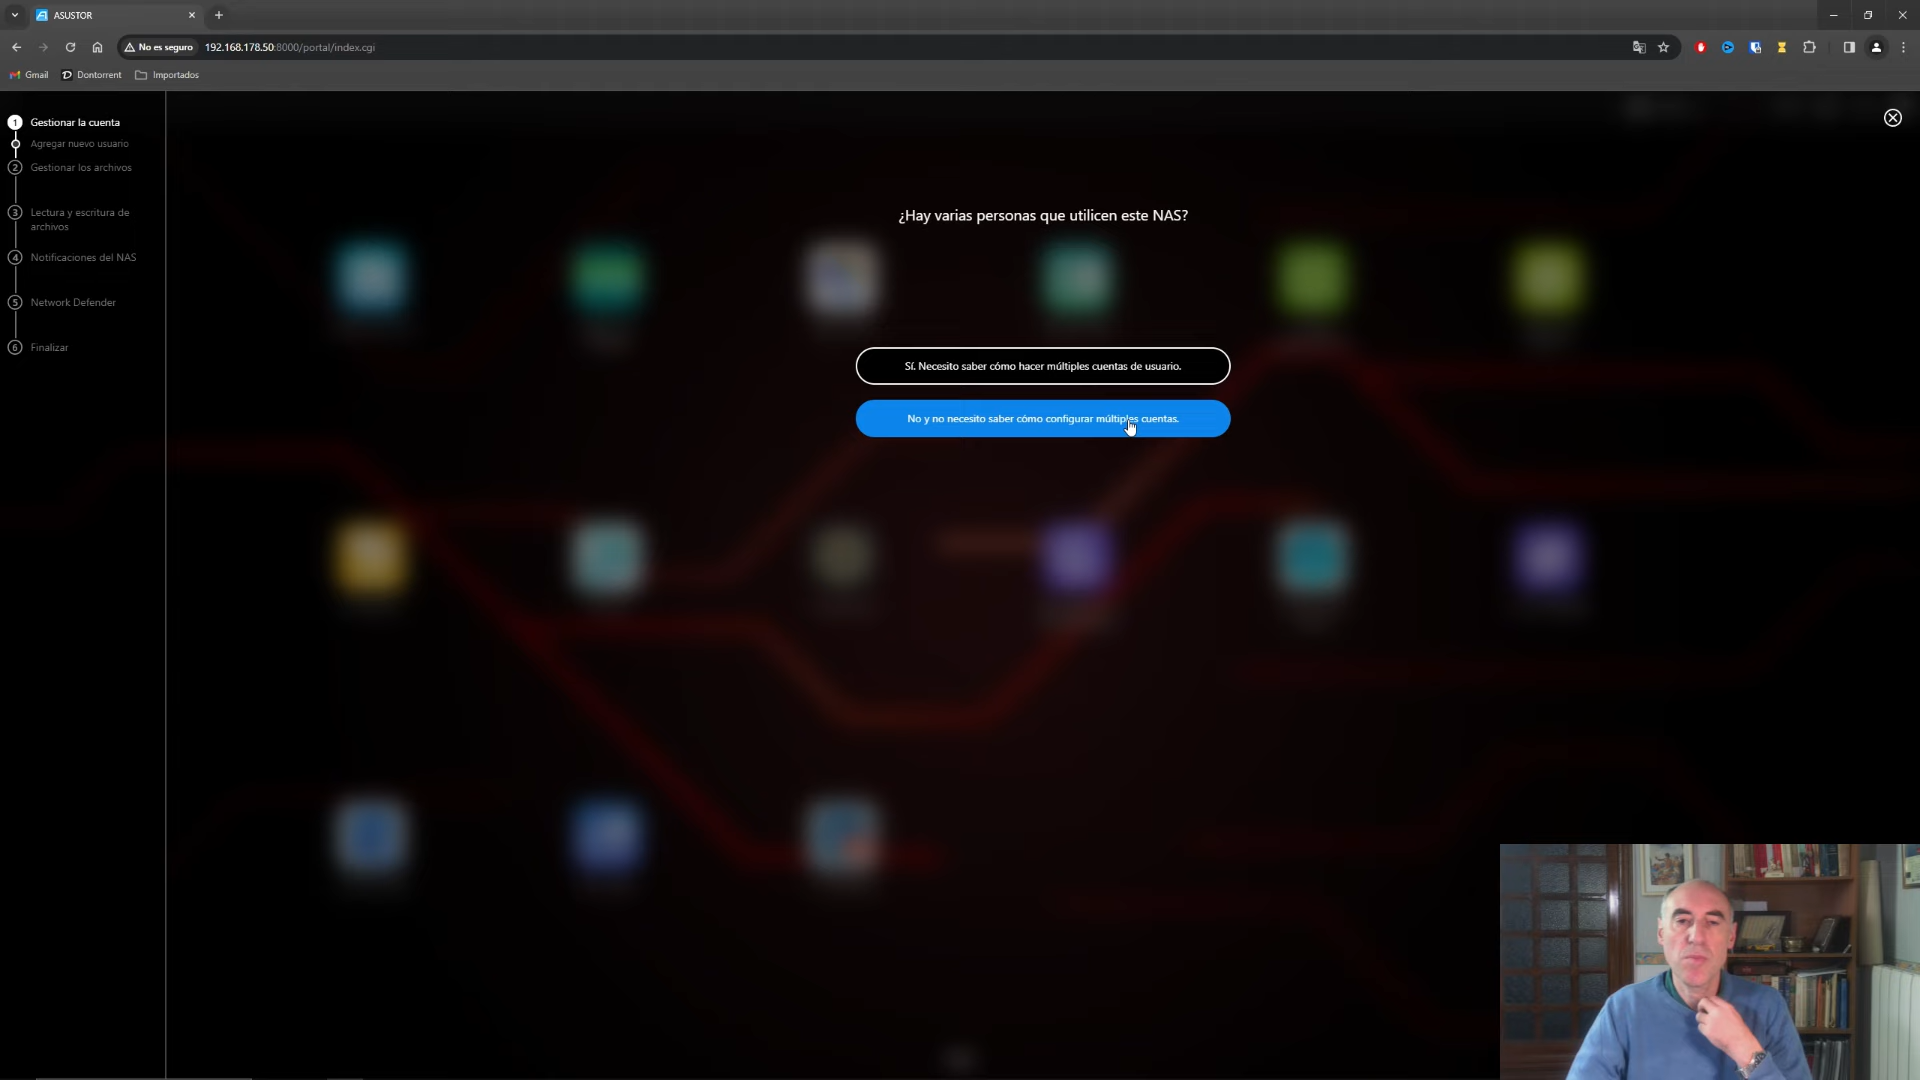 ASUSTOR
No es seguro
192.168.178.50:8000/portal/index.cgi
Gmail
Dontorrent
Importados
1 Gestionar la cuenta
Agregar nuevo usuario
2 Gestionar los archivos
3 Lectura y escritura de
archivos
4 Notificaciones del NAS
5 Network Defender
6 Finalizar
¿Hay varias personas que utilicen este NAS?
Sí. Necesito saber cómo hacer múltiples cuentas de usuario.
No y no necesito saber cómo configurar múltiples cuentas.